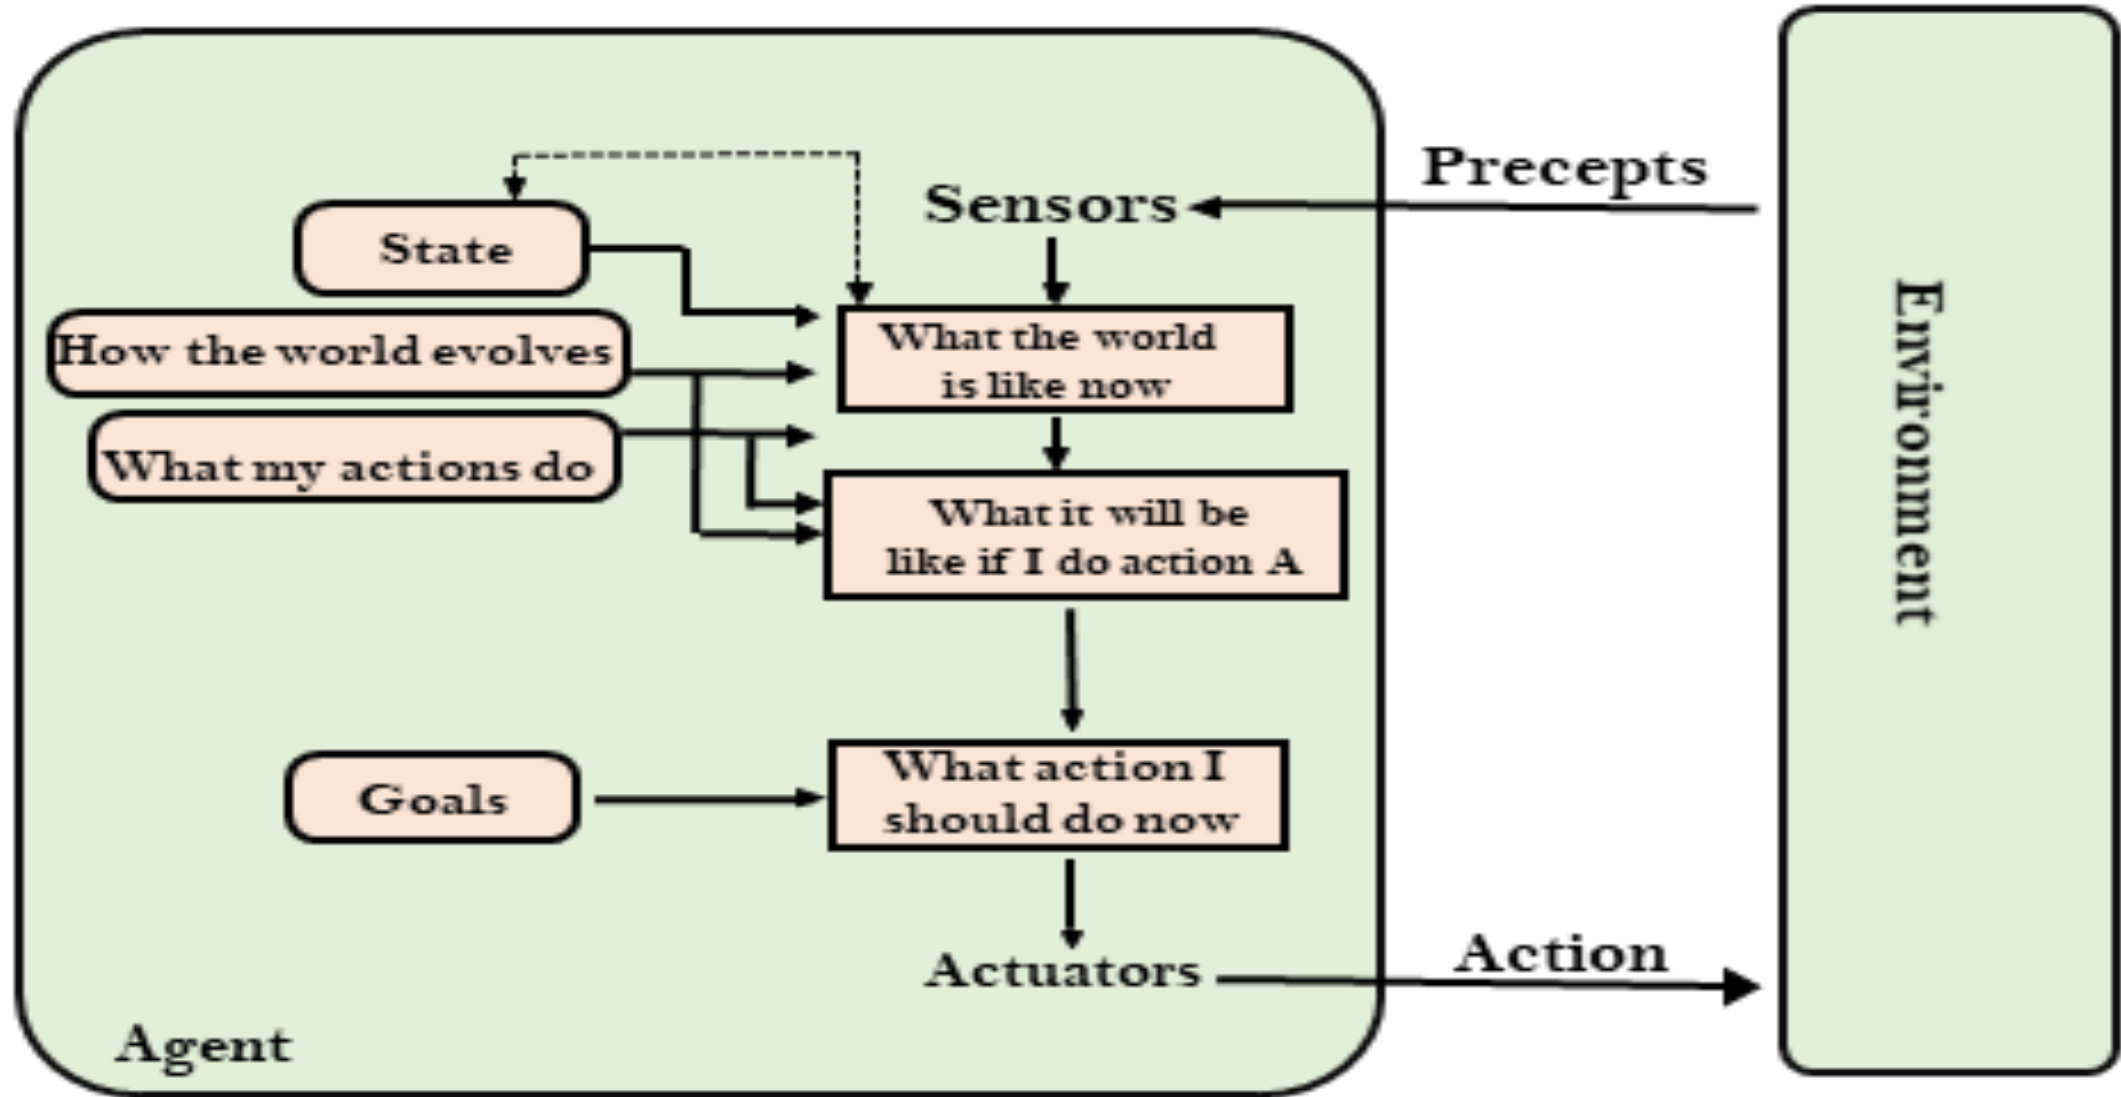 Precepts
Sensors
State
How the world evolves
What the world
is like now
What my actions do
What it will be
like if I do action A
Goals
What action I
should do now
Actuators
Action
Agent
Environment